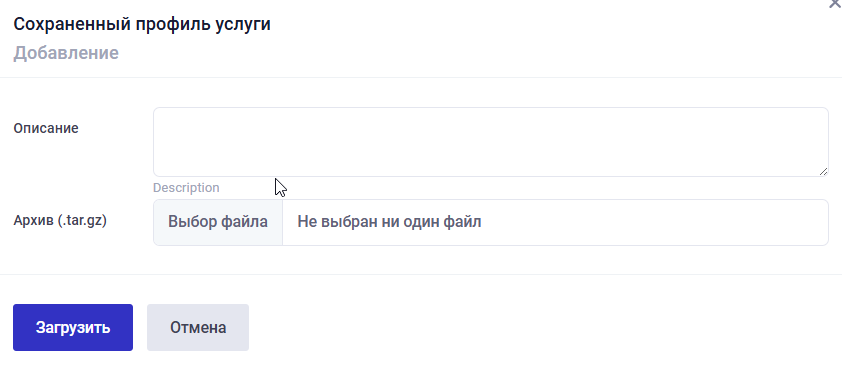 Сохраненный профиль услуги
Добавление
Описание
Description
Архив (.tar.gz)
Выбор файла
Не выбран ни один файл
Загрузить
Отмена